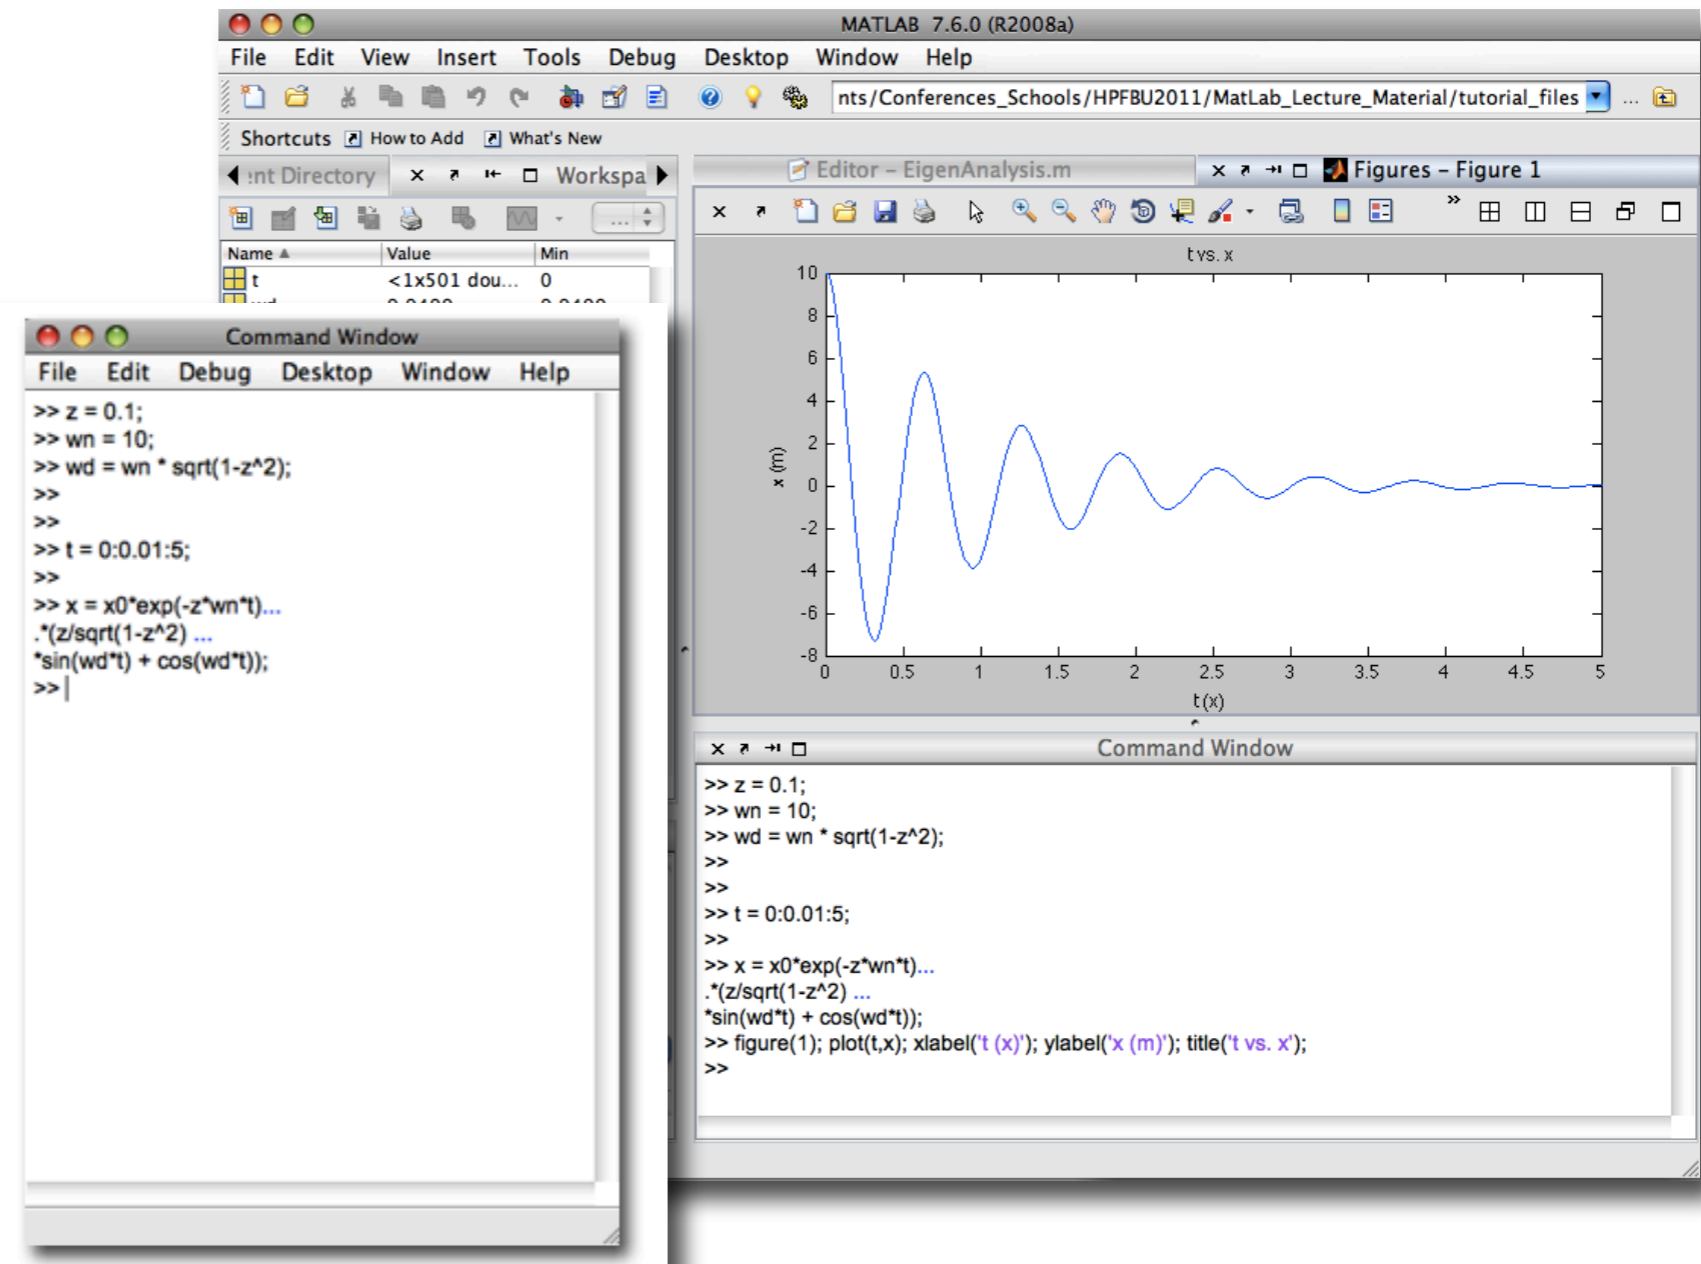 MATLAB 7.6.0 (R2008a)
File Edit View Insert Tools Debug Desktop Window Help
nts/Conferences_Schools/HPFBU2011/MatLab_Lecture_Material/tutorial_files ...
Shortcuts How to Add What's New
nt Directory Workspa
Editor – EigenAnalysis.m Figures – Figure 1
...
Name Value Min
t <1x501 dou... 0
t vs. x
10
8
6
4
2
0
-2
-4
-6
-8
x (m)
0 0.5 1 1.5 2 2.5 3 3.5 4 4.5 5
t (x)
Command Window
File Edit Debug Desktop Window Help
>> z = 0.1;
>> wn = 10;
>> wd = wn * sqrt(1-z^2);
>>
>>
>> t = 0:0.01:5;
>>
>> x = x0*exp(-z*wn*t)...
.*(z/sqrt(1-z^2) ...
*sin(wd*t) + cos(wd*t));
>>
Command Window
>> z = 0.1;
>> wn = 10;
>> wd = wn * sqrt(1-z^2);
>>
>>
>> t = 0:0.01:5;
>>
>> x = x0*exp(-z*wn*t)...
.*(z/sqrt(1-z^2) ...
*sin(wd*t) + cos(wd*t));
>> figure(1); plot(t,x); xlabel('t (x)'); ylabel('x (m)'); title('t vs. x');
>>